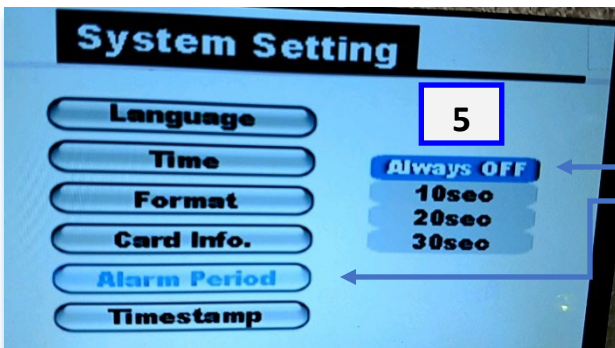 System Setting
Language
5
Time
Always OFF
Format
10sec
20sec
Card Info.
30sec
Alarm Period
Timestamp